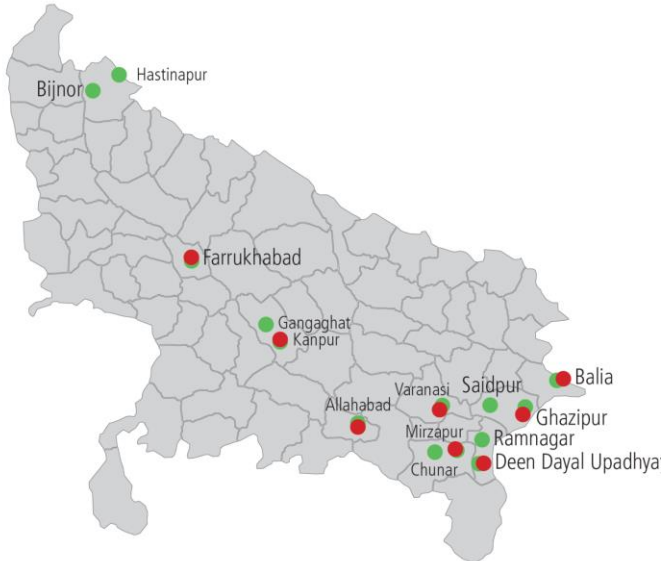 Hastinapur
Bijnor
Farrukhabad
Gangaghat
Kanpur
Balia
Varanasi
Saidpur
Allahabad
Ghazipur
Mirzapur
Ramnagar
Chunar
Deen Dayal Upadhya